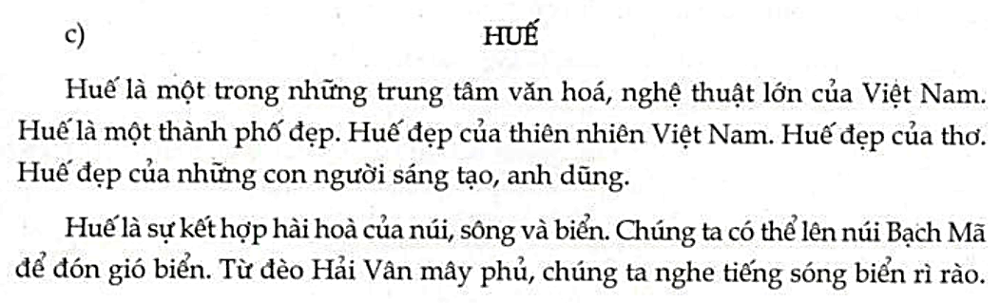 c) HUẾ
Huế là một trong những trung tâm văn hoá, nghệ thuật lớn của Việt Nam.
Huế là một thành phố đẹp. Huế đẹp của thiên nhiên Việt Nam. Huế đẹp của thơ.
Huế đẹp của những con người sáng tạo, anh dũng.
Huế là sự kết hợp hài hoà của núi, sông và biển. Chúng ta có thể lên núi Bạch Mã
để đón gió biển. Từ đèo Hải Vân mây phủ, chúng ta nghe tiếng sóng biển rì rào.